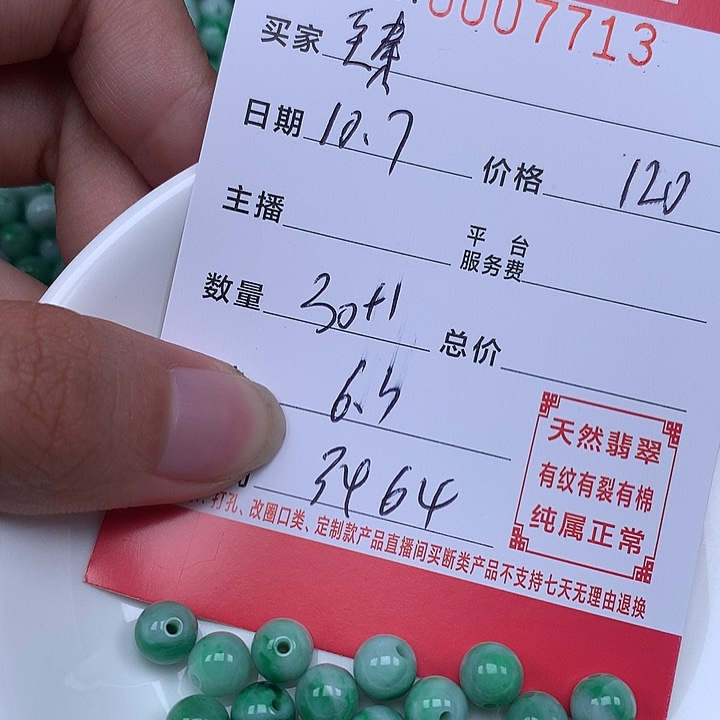 0007713
买家 至臻
日期 10.7 价格 120
主播 平台服务费
数量 30+1 总价
6.5
3464
天然翡翠
有纹有裂有棉
纯属正常
打孔、改圈口类、定制款产品直播间买断类产品不支持七天无理由退换